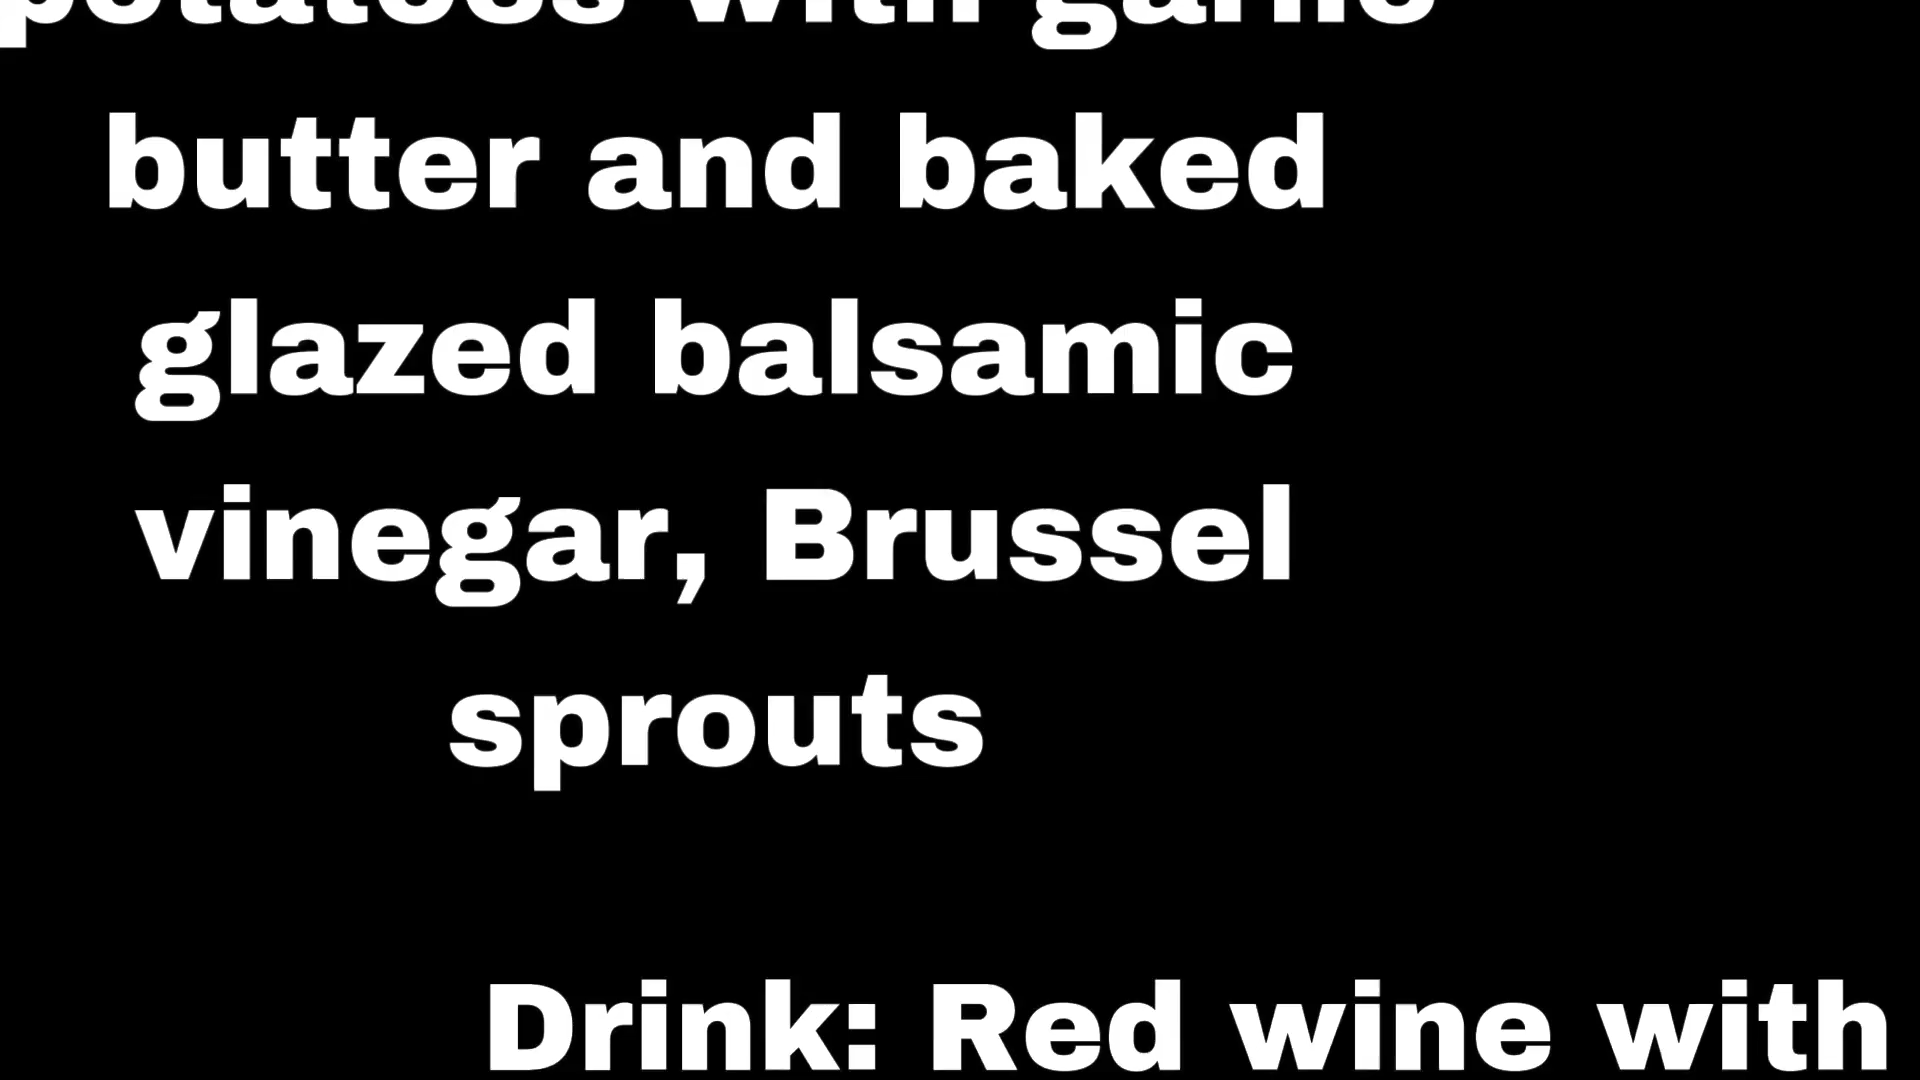 potatoes with garlic
butter and baked
glazed balsamic
vinegar, Brussel
sprouts
Drink: Red wine with